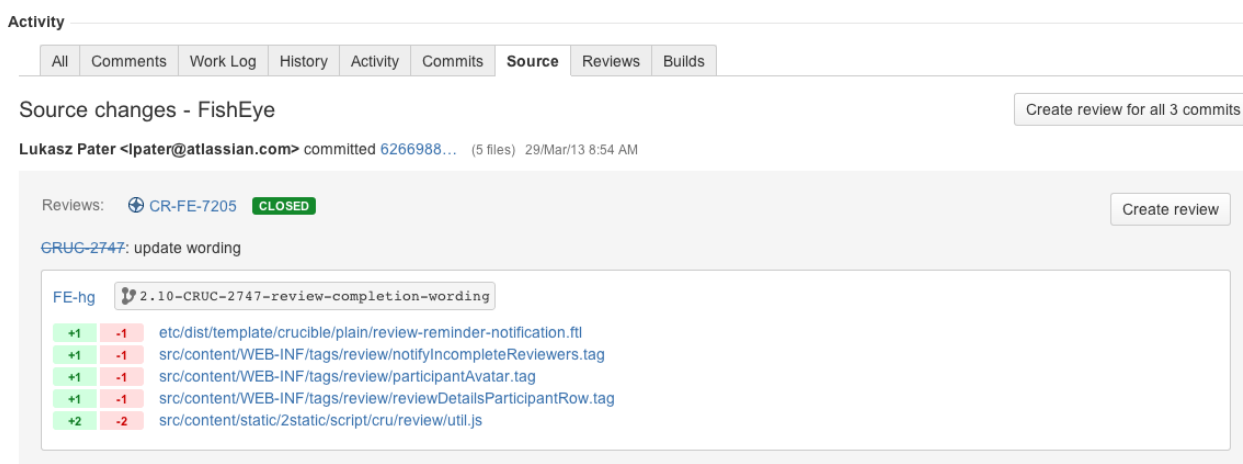 Activity
All Comments Work Log History Activity Commits Source Reviews Builds
Source changes - FishEye
Create review for all 3 commits
Lukasz Pater <lpater@atlassian.com> committed 6266988... (5 files) 29/Mar/13 8:54 AM
Reviews: CR-FE-7205 CLOSED
Create review
CRUC-2747: update wording
FE-hg 2.10-CRUC-2747-review-completion-wording
+1 -1 etc/dist/template/crucible/plain/review-reminder-notification.ftl
+1 -1 src/content/WEB-INF/tags/review/notifyIncompleteReviewers.tag
+1 -1 src/content/WEB-INF/tags/review/participantAvatar.tag
+1 -1 src/content/WEB-INF/tags/review/reviewDetailsParticipantRow.tag
+2 -2 src/content/static/2static/script/cru/review/util.js